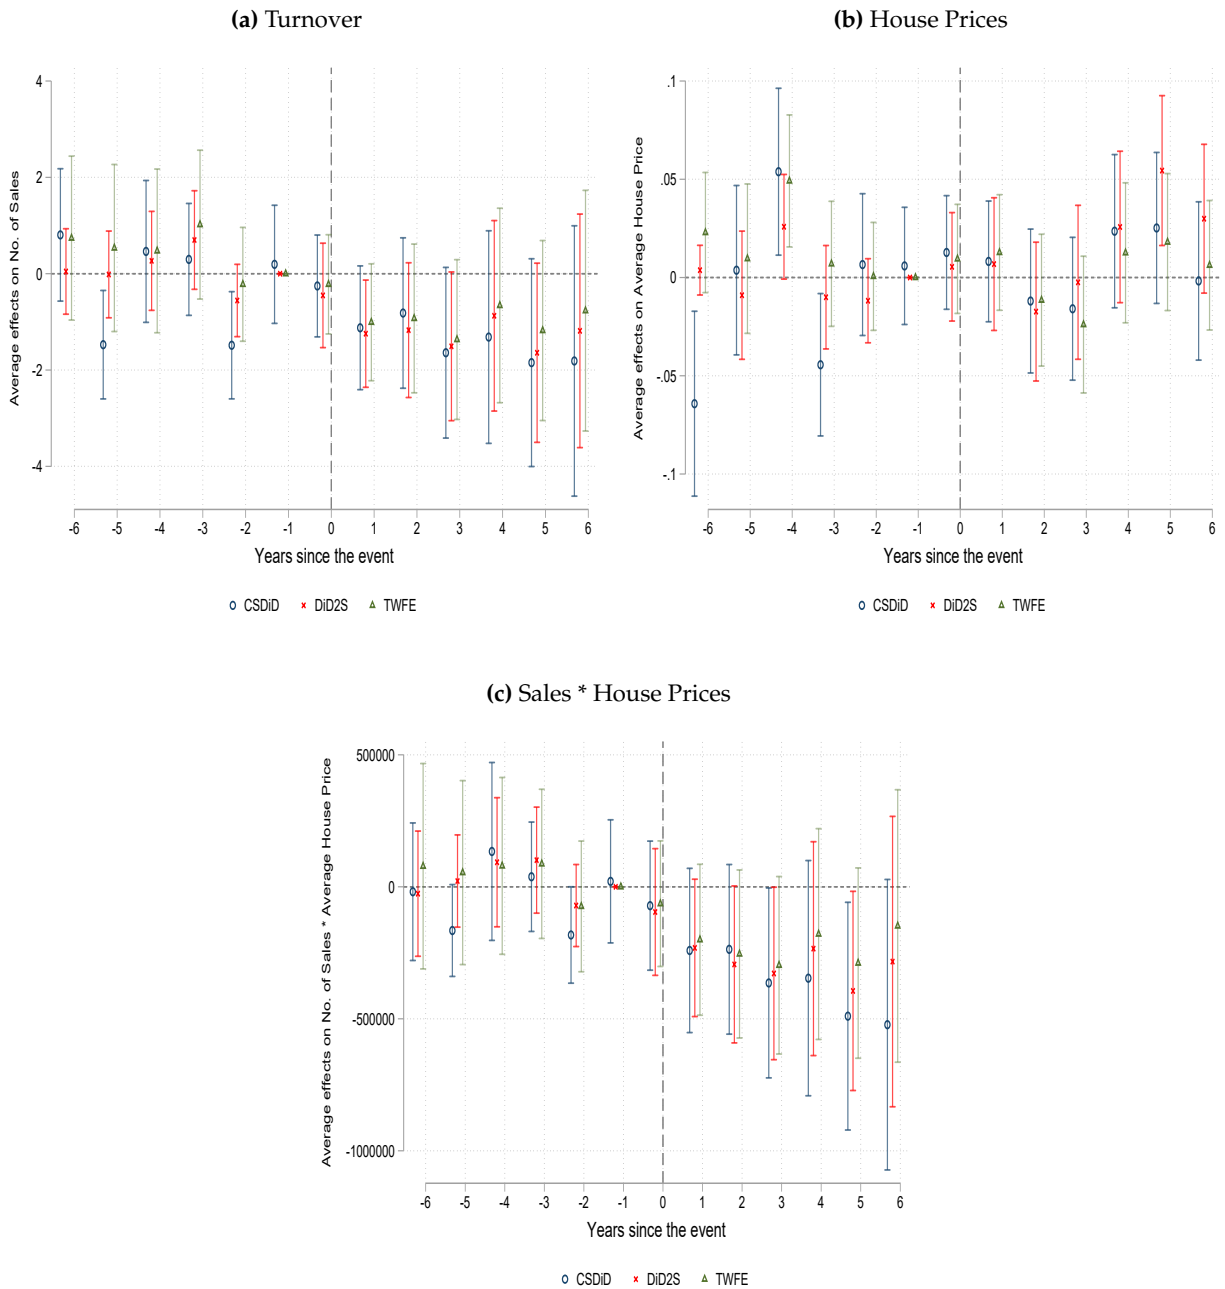 (a) Turnover
Average effects on No. of Sales
4
2
0
-2
-4
-6 -5 -4 -3 -2 -1 0 1 2 3 4 5 6
Years since the event
CSDiD DiD2S TWFE
(b) House Prices
Average effects on Average House Price
.1
.05
0
-.05
-.1
-6 -5 -4 -3 -2 -1 0 1 2 3 4 5 6
Years since the event
CSDiD DiD2S TWFE
(c) Sales * House Prices
Average effects on No. of Sales * Average House Price
500000
0
-500000
-1000000
-6 -5 -4 -3 -2 -1 0 1 2 3 4 5 6
Years since the event
CSDiD DiD2S TWFE